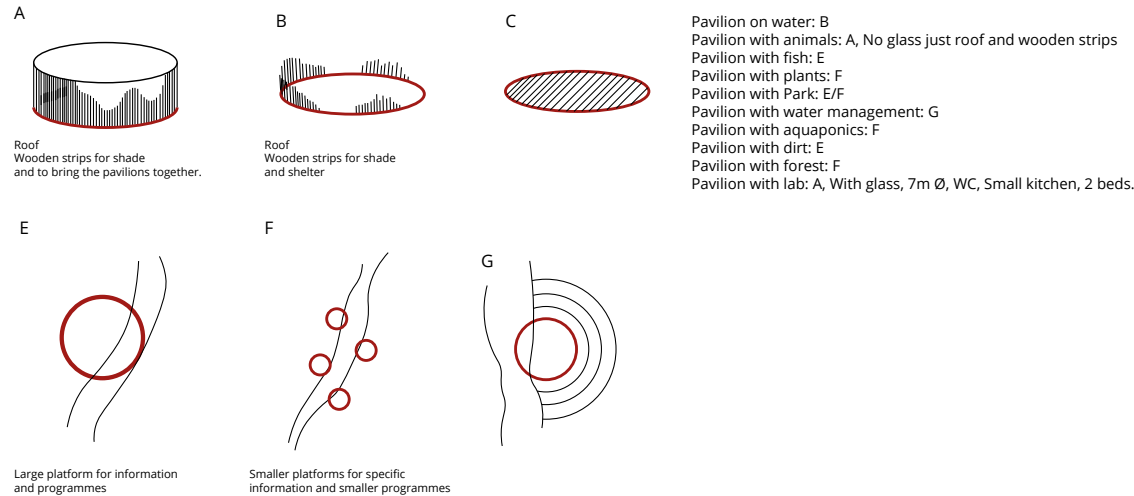 A
B
C
Roof
Wooden strips for shade
and to bring the pavilions together.
Roof
Wooden strips for shade
and shelter
Pavilion on water: B
Pavilion with animals: A, No glass just roof and wooden strips
Pavilion with fish: E
Pavilion with plants: F
Pavilion with Park: E/F
Pavilion with water management: G
Pavilion with aquaponics: F
Pavilion with dirt: E
Pavilion with forest: F
Pavilion with lab: A, With glass, 7m Ø, WC, Small kitchen, 2 beds.
E
F
G
Large platform for information
and programmes
Smaller platforms for specific
information and smaller programmes